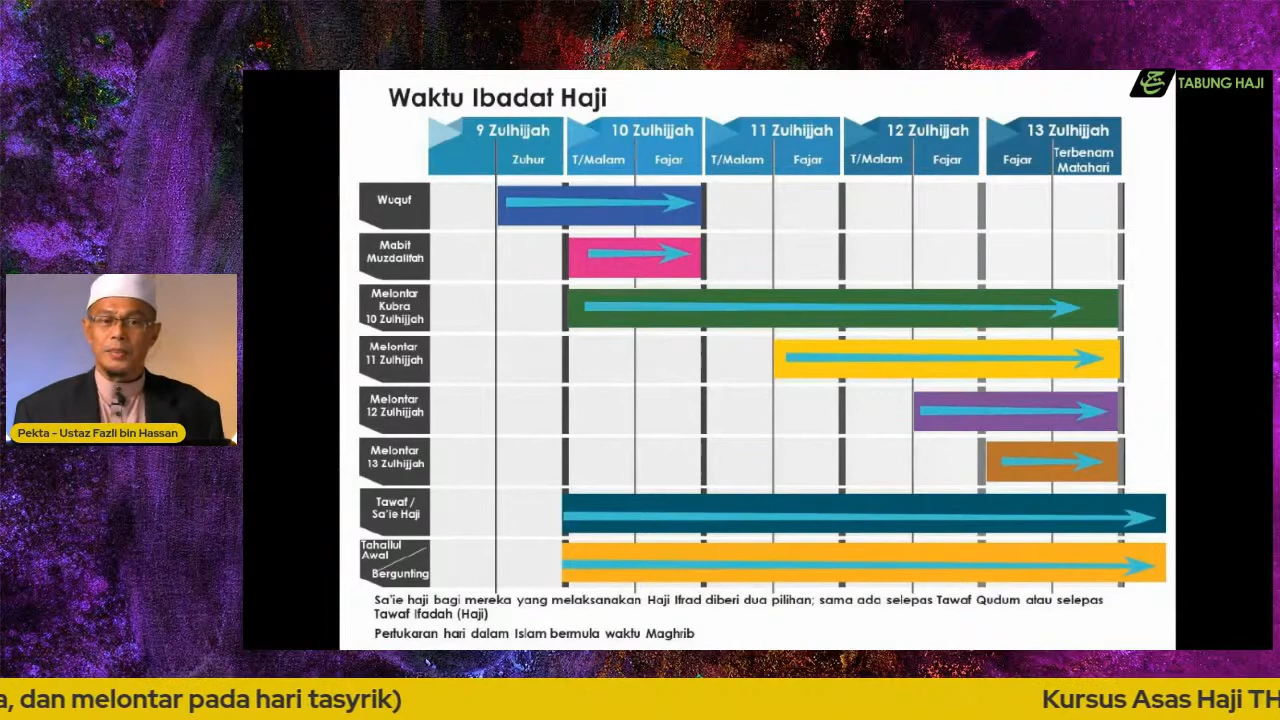 TABUNG HAJI
Waktu Ibadat Haji
9 Zulhijjah
10 Zulhijjah
11 Zulhijjah
12 Zulhijjah
13 Zulhijjah
Zuhur
T/Malam
Fajar
T/Malam
Fajar
T/Malam
Fajar
Fajar
Terbenam
Matahari
Wuquf
Mabit
Muzdalifah
Melontar
Kubra
10 Zulhijjah
Melontar
11 Zulhijjah
Melontar
12 Zulhijjah
Melontar
13 Zulhijjah
Tawaf /
Sa'ie Haji
Tahallul
Awal
Bergunting
Sa'ie haji bagi mereka yang melaksanakan Haji Ifrad diberi dua pilihan; sama ada selepas Tawaf Qudum atau selepas
Tawaf Ifadah (Haji)
Pertukaran hari dalam Islam bermula waktu Maghrib
Pekta - Ustaz Fazli bin Hassan
a, dan melontar pada hari tasyrik)
Kursus Asas Haji TH